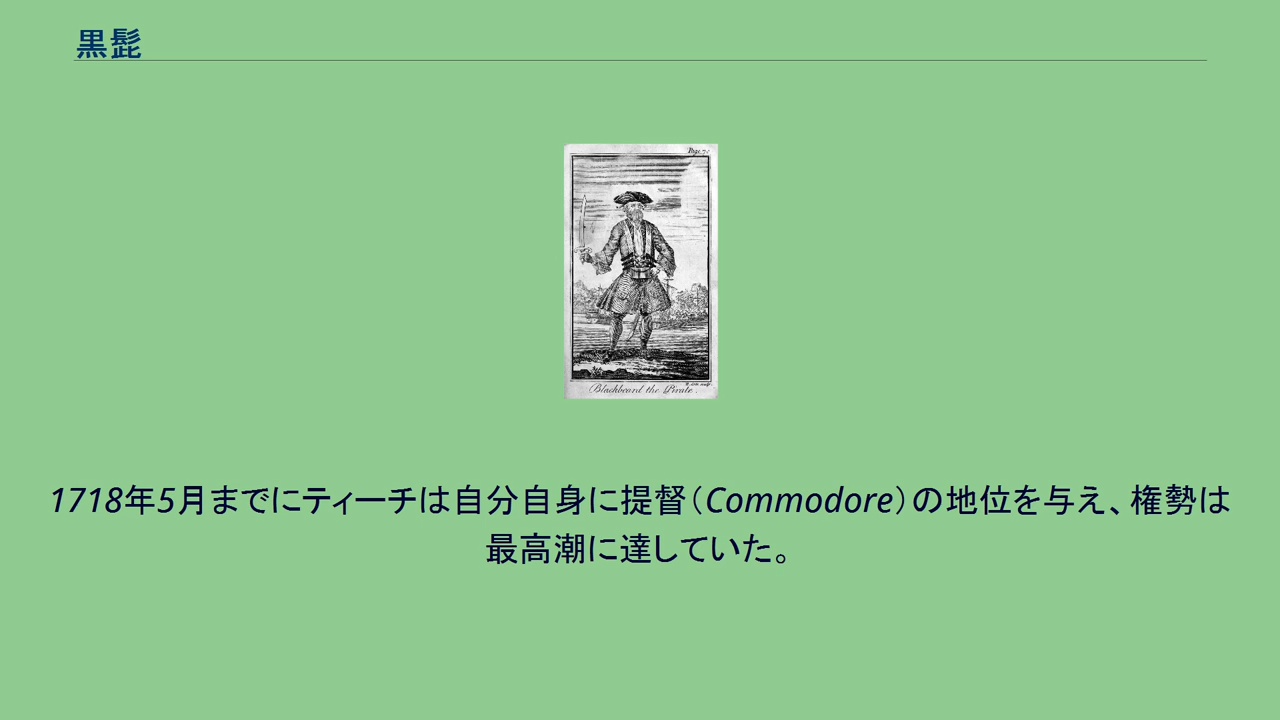 黒髭
Page 70
Blackbeard the Pirate.
1718年5月までにティーチは自分自身に提督（Commodore）の地位を与え、権勢は
最高潮に達していた。